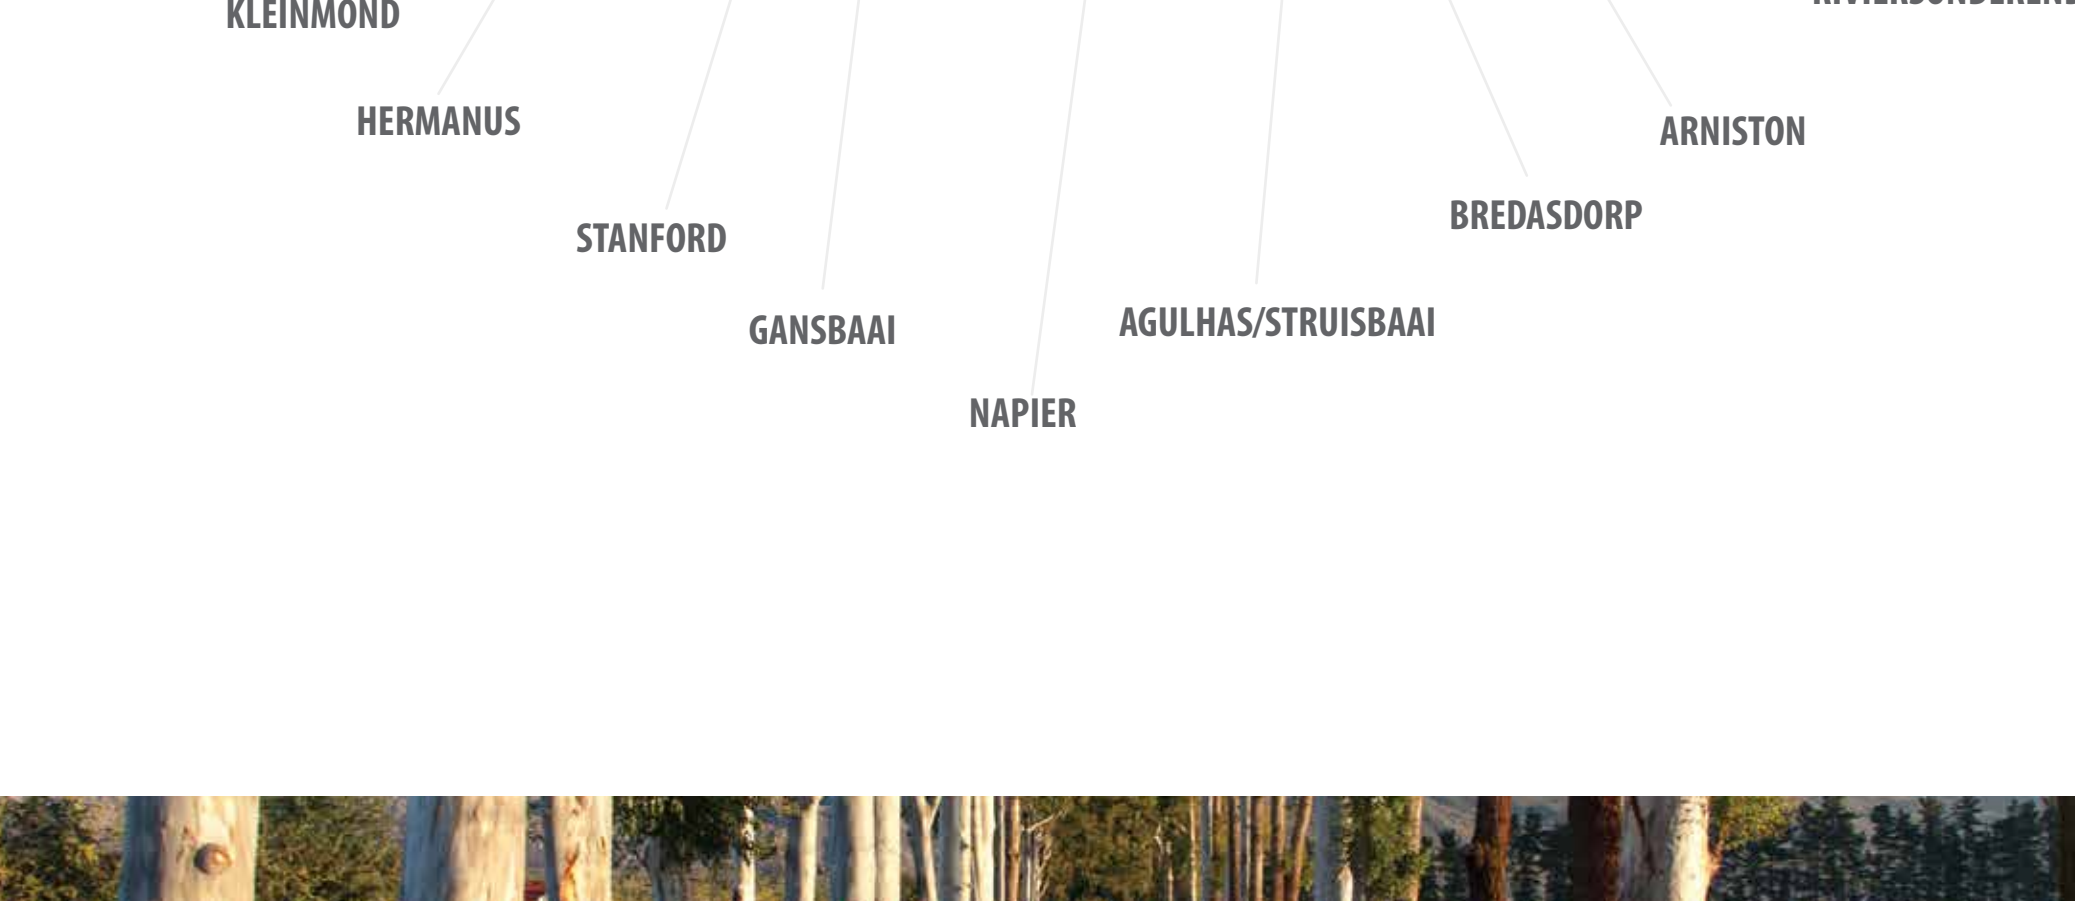 KLEINMOND
HERMANUS
ARNISTON
BREDASDORP
STANFORD
AGULHAS/STRUISBAAI
GANSBAAI
NAPIER